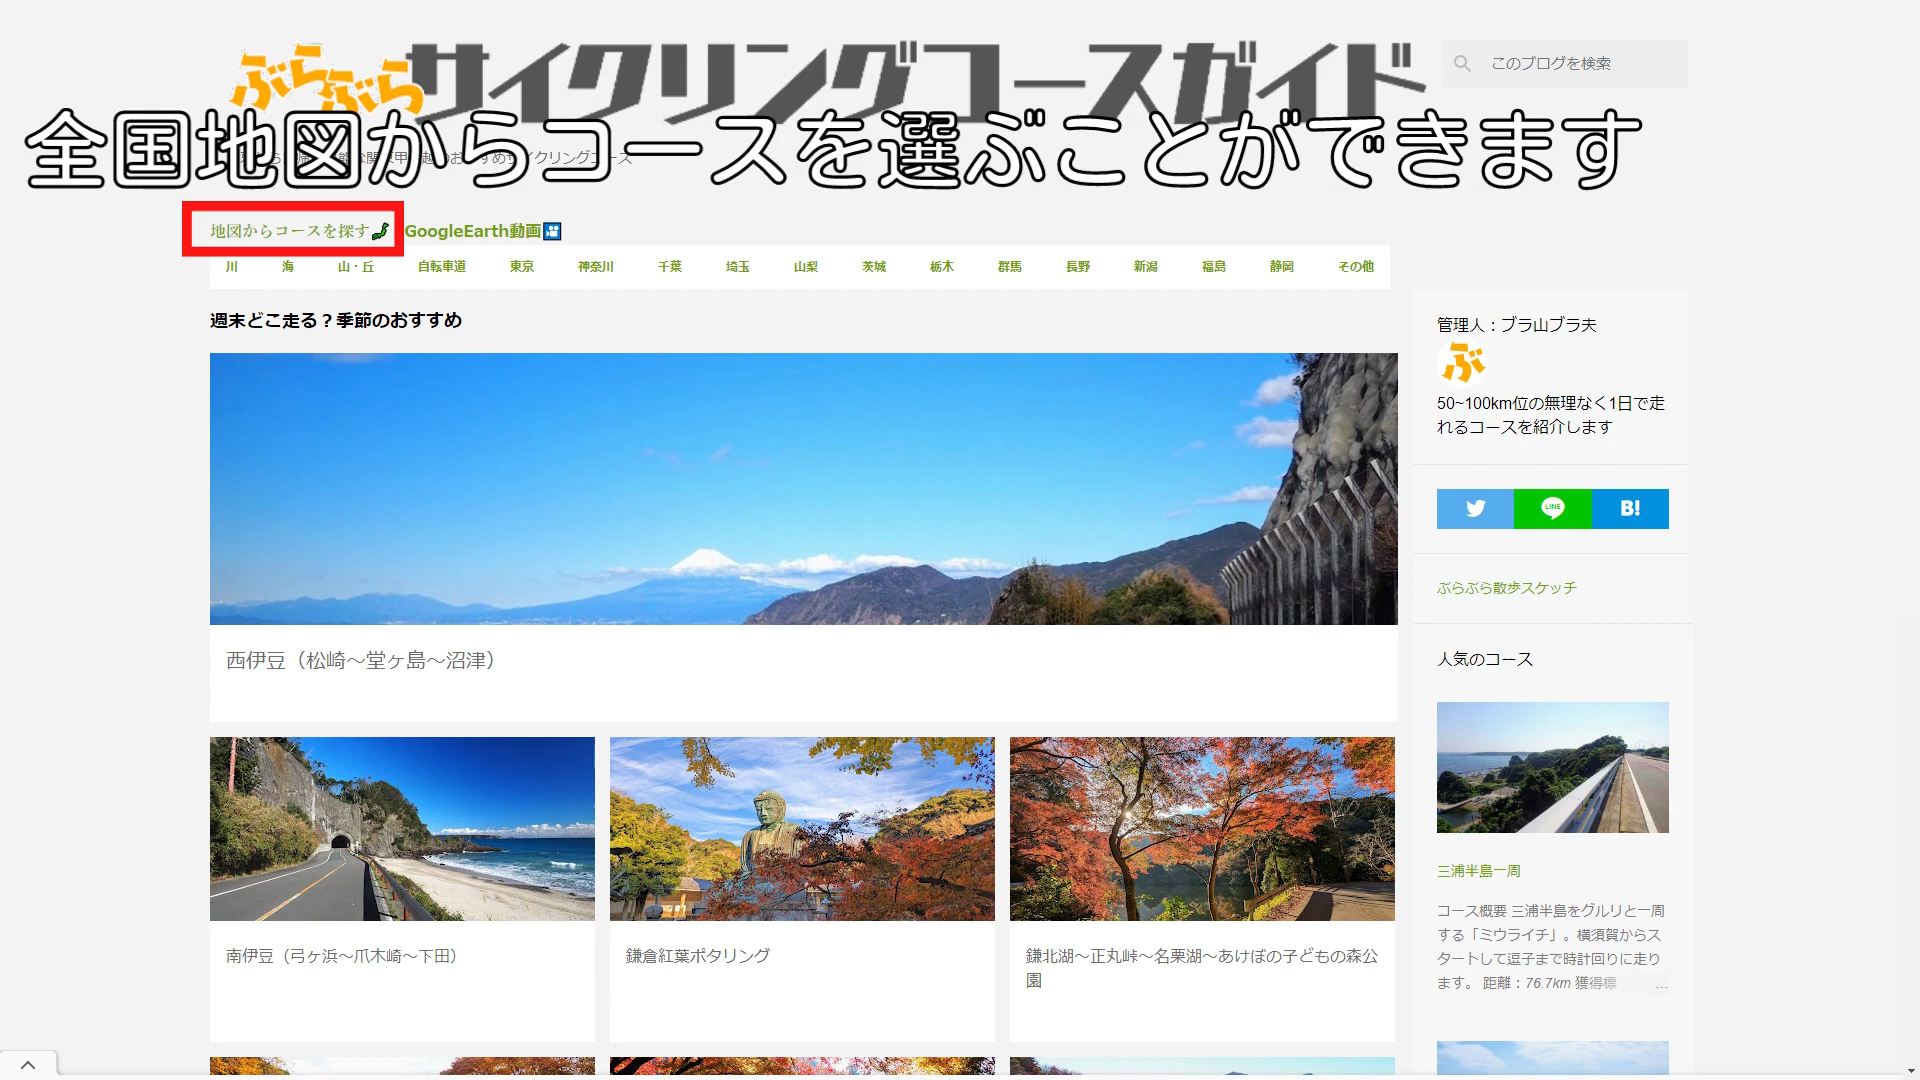 ぶらぶらサイクリングコースガイド
このブログを検索
全国地図からコースを選ぶことができます
地図からコースを探す
GoogleEarth動画
川 海 山・丘 自転車道 東京 神奈川 千葉 埼玉 山梨 茨城 栃木 群馬 長野 新潟 福島 静岡 その他
週末どこ走る？季節のおすすめ
西伊豆（松崎〜堂ヶ島〜沼津）
南伊豆（弓ヶ浜〜爪木崎〜下田）
鎌倉紅葉ポタリング
鎌北湖〜正丸峠〜名栗湖〜あけぼの子どもの森公
園
管理人：ブラ山ブラ夫
ぶ
50~100km位の無理なく1日で走
れるコースを紹介します
LINE
B!
ぶらぶら散歩スケッチ
人気のコース
三浦半島一周
コース概要 三浦半島をグルリと一周
する「ミウライチ」。横須賀からス
タートして逗子まで時計回りに走り
ます。 距離：76.7km 獲得標 …